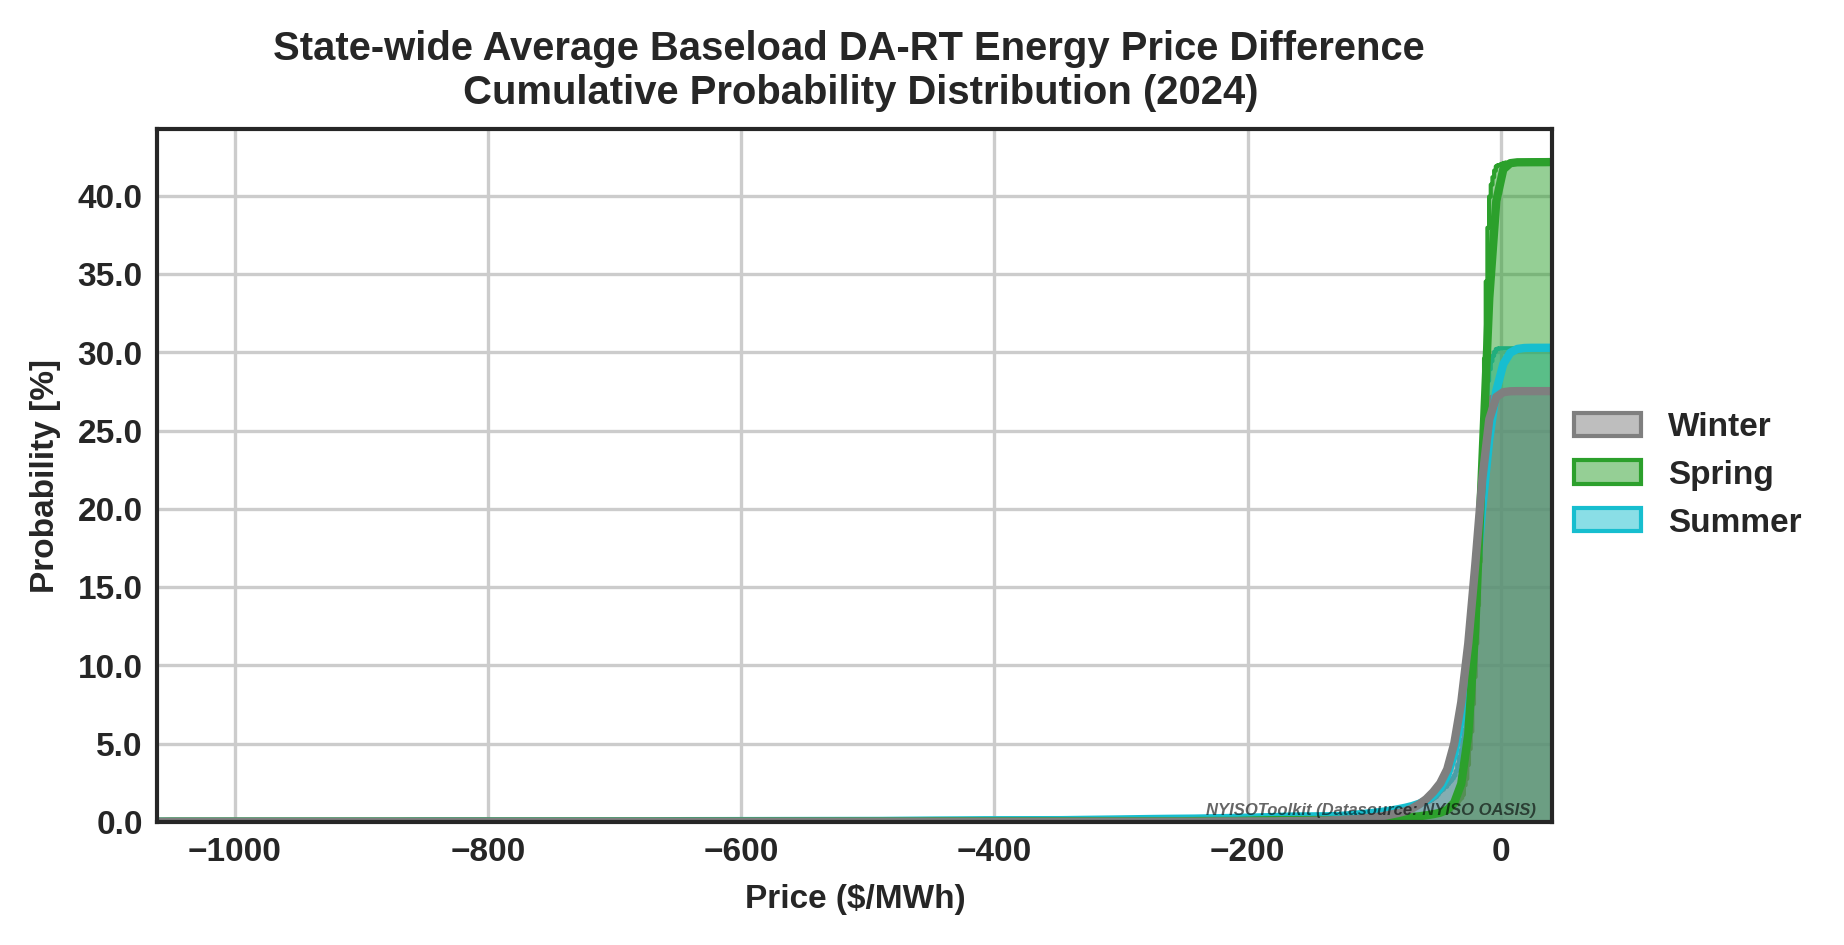 State-wide Average Baseload DA-RT Energy Price Difference
Cumulative Probability Distribution (2024)
Probability [%]
40.0
35.0
30.0
25.0
20.0
15.0
10.0
5.0
0.0
−1000
−800
−600
−400
−200
0
Price ($/MWh)
NYISOToolkit (Datasource: NYISO OASIS)
Winter
Spring
Summer